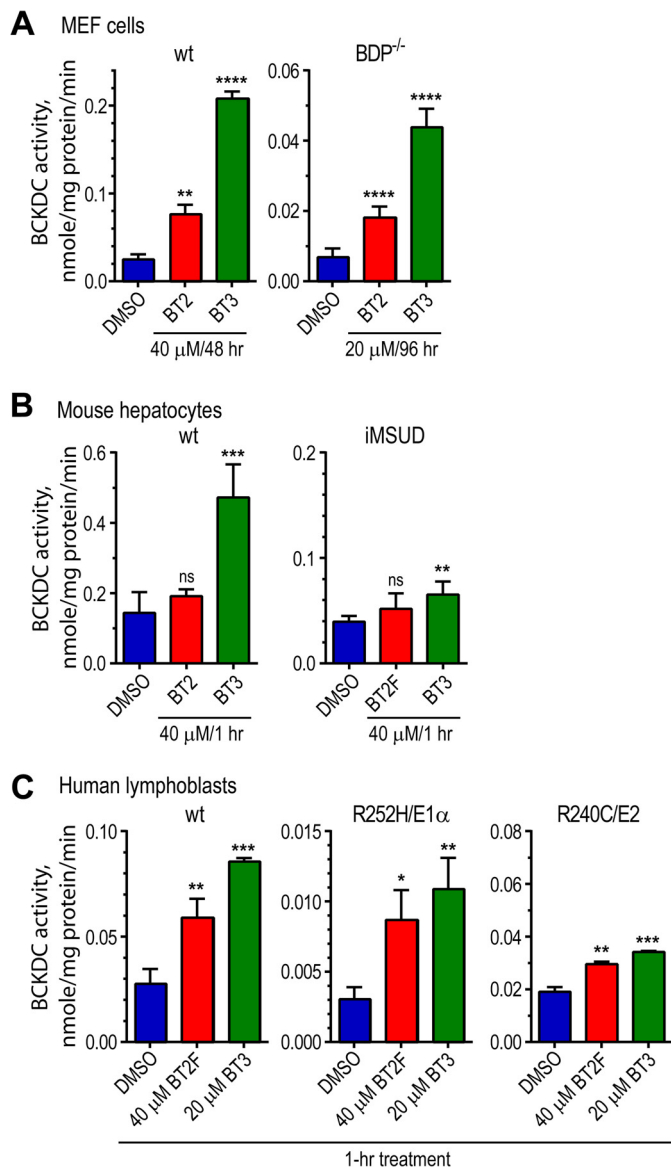 A MEF cells
wt
BDP-/-
BCKDC activity,
nmole/mg protein/min
0.2
0.1
0.0
**
****
DMSO
BT2
BT3
40 μM/48 hr
0.06
0.04
0.02
0.00
****
****
DMSO
BT2
BT3
20 μM/96 hr
B Mouse hepatocytes
wt
iMSUD
BCKDC activity,
nmole/mg protein/min
0.6
0.4
0.2
0.0
ns
***
DMSO
BT2
BT3
40 μM/1 hr
0.2
0.1
0.0
ns
**
DMSO
BT2F
BT3
40 μM/1 hr
C Human lymphoblasts
wt
R252H/E1α
R240C/E2
BCKDC activity,
nmole/mg protein/min
0.10
0.05
0.00
**
***
DMSO
40 μM BT2F
20 μM BT3
0.015
0.010
0.005
0.000
*
**
DMSO
40 μM BT2F
20 μM BT3
0.08
0.06
0.04
0.02
0.00
**
***
DMSO
40 μM BT2F
20 μM BT3
1-hr treatment